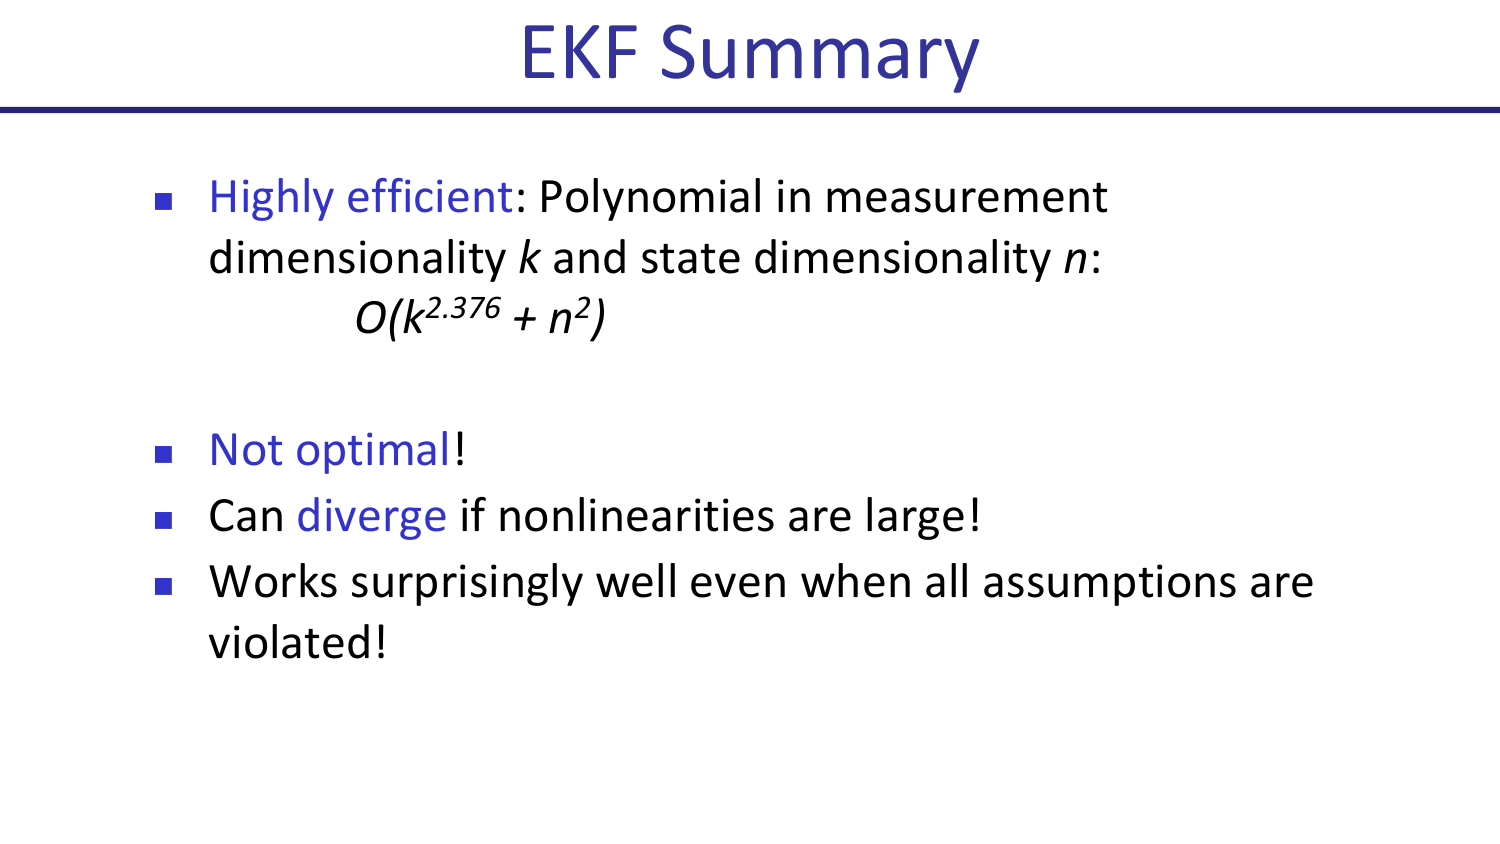 EKF Summary
Highly efficient: Polynomial in measurement
dimensionality k and state dimensionality n:
O(k^2.376 + n^2)
Not optimal!
Can diverge if nonlinearities are large!
Works surprisingly well even when all assumptions are
violated!